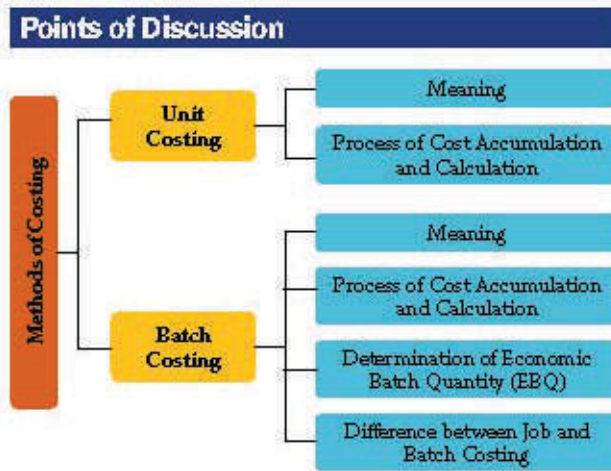 Points of Discussion
Methods of Costing
Unit
Costing
Meaning
Process of Cost Accumulation
and Calculation
Batch
Costing
Meaning
Process of Cost Accumulation
and Calculation
Determination of Economic
Batch Quantity (EBQ)
Difference between Job and
Batch Costing